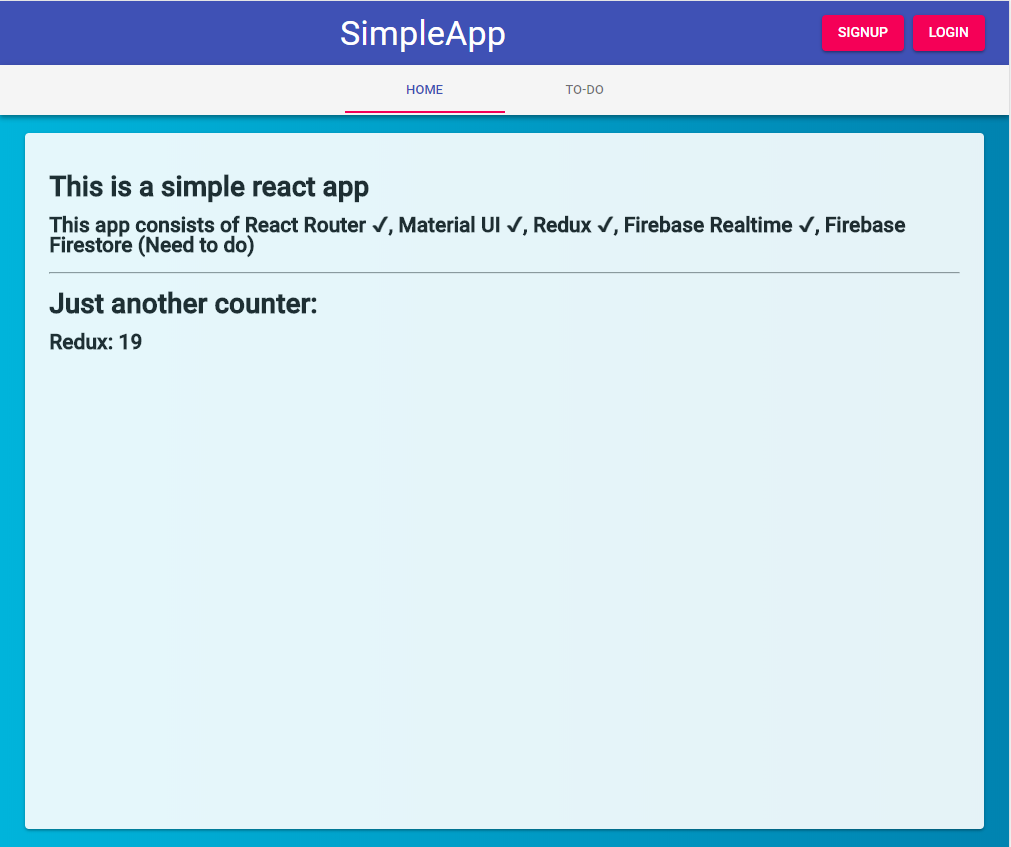 SimpleApp
SIGNUP
LOGIN
HOME
TO-DO
This is a simple react app
This app consists of React Router ✓, Material UI ✓, Redux ✓, Firebase Realtime ✓, Firebase
Firestore (Need to do)
Just another counter:
Redux: 19